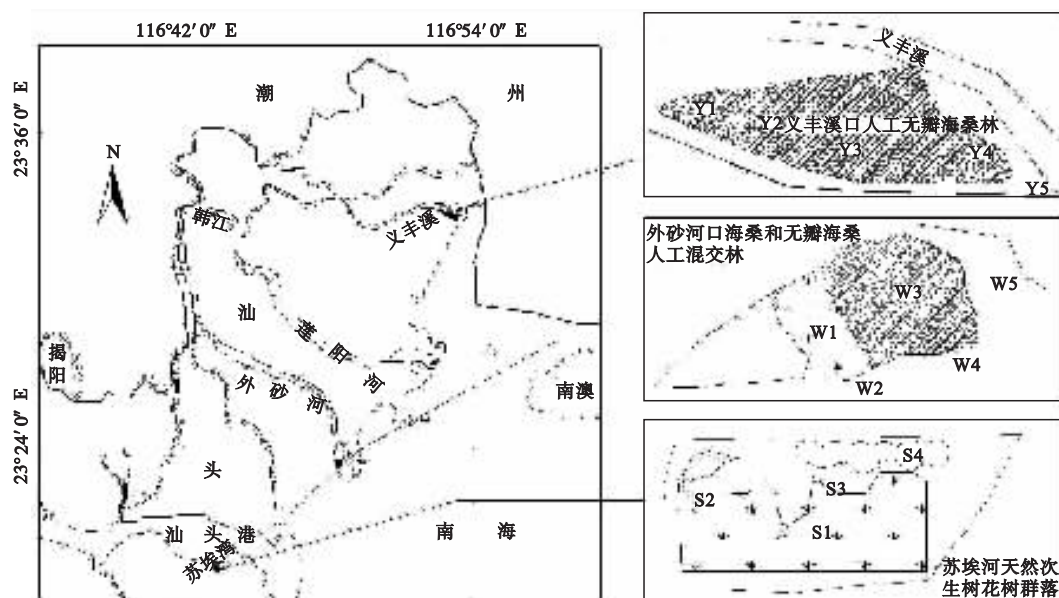 116°42′0″ E
116°54′0″ E
23°36′0″ E
23°24′0″ E
N
潮 州
韩江
义丰溪
汕
莲阳河
揭阳
外砂河
南澳
头
汕头港
南海
苏埃湾
义丰溪
Y1
Y2义丰溪口人工无瓣海桑林
Y3
Y4
Y5
外砂河口海桑和无瓣海桑
人工混交林
W5
W3
W1
W4
W2
S4
S2
S3
S1
苏埃河天然次
生树花树群落